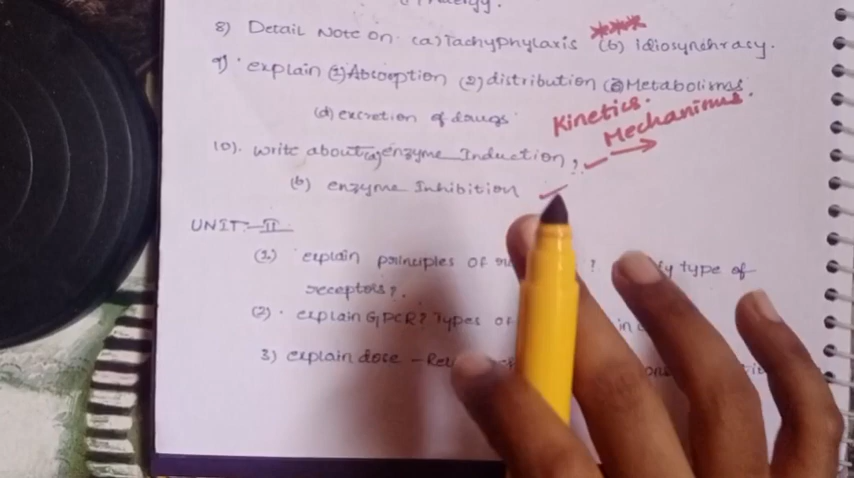 8) Detail Note on (a) Tachyphylaxis *** (b) idiosynchrasy.
9) explain (1) Absorption (2) distribution (3) Metabolisms
(d) excretion of drugs
Kinetics.
Mechanisms.
10). write about (a) enzyme Induction,
(b) enzyme Inhibition
UNIT-II
(1) explain principles of ? type of
receptors?.
(2). explain GPCR? Types of in
3) explain dose -